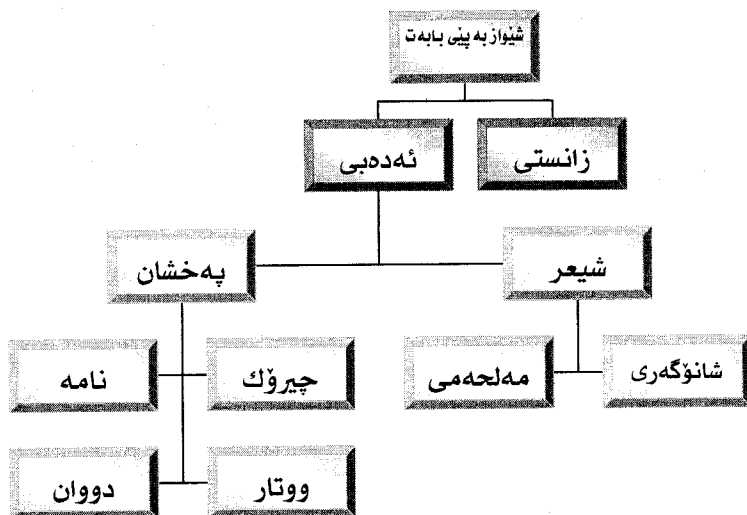 شێواز بە پێی بابەت
زانستی
ئەدەبی
شیعر
پەخشان
شانۆگەری
مەلحەمی
چیرۆك
نامە
ووتار
دووان